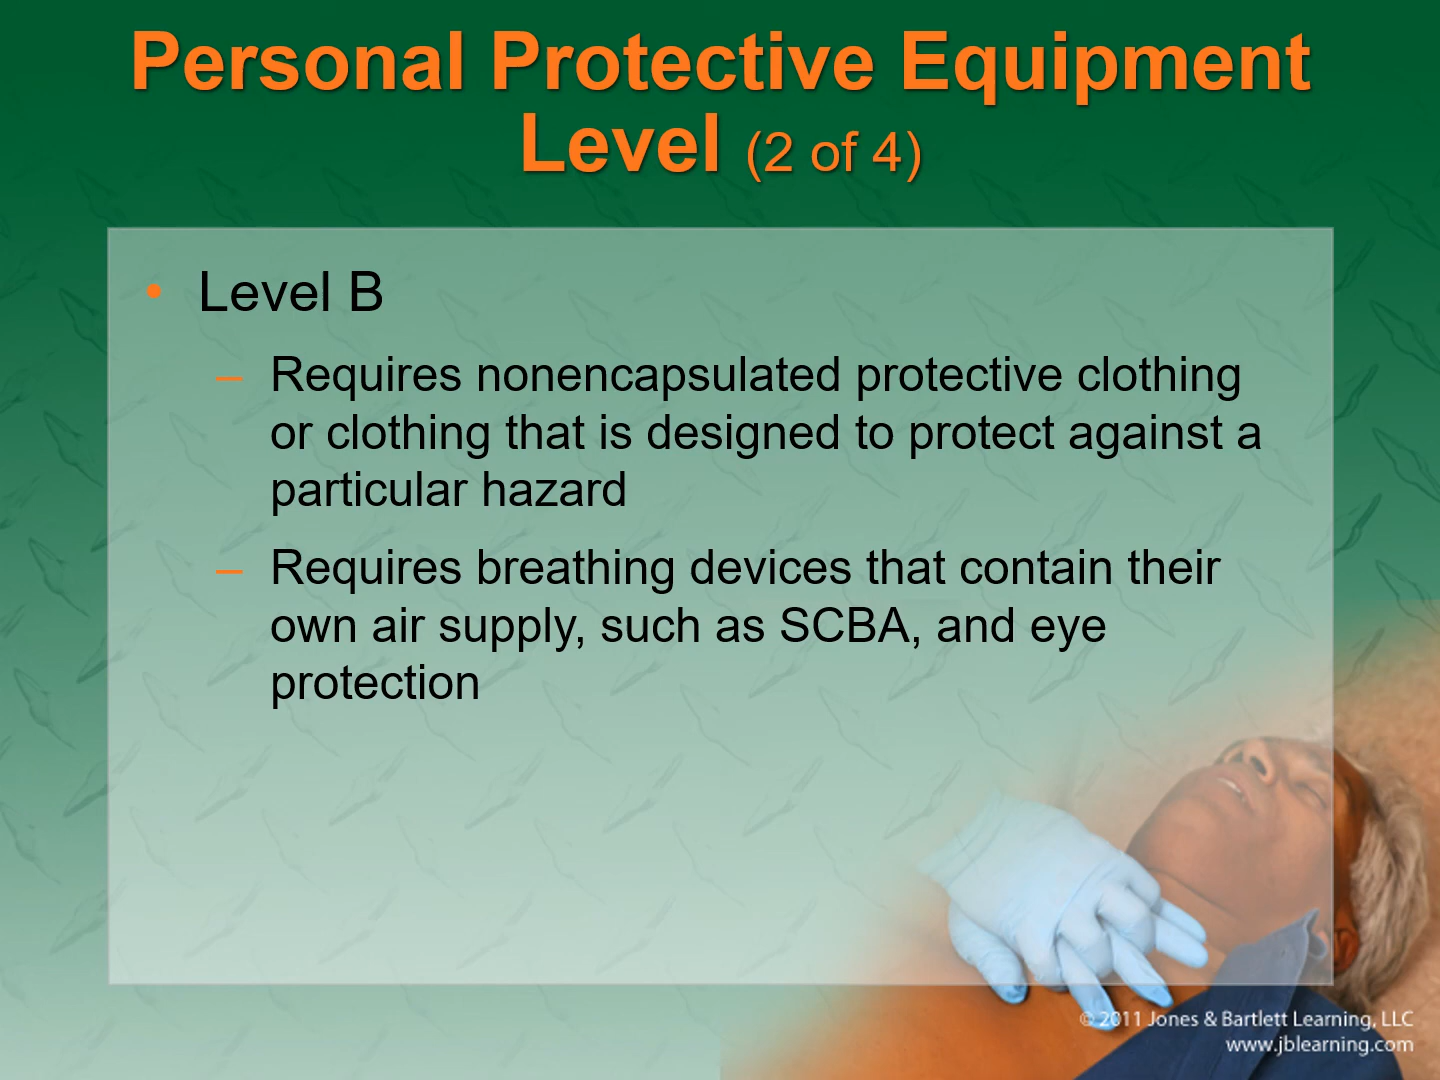 Personal Protective Equipment
Level (2 of 4)
• Level B
– Requires nonencapsulated protective clothing
or clothing that is designed to protect against a
particular hazard
– Requires breathing devices that contain their
own air supply, such as SCBA, and eye
protection
© 2011 Jones & Bartlett Learning, LLC
www.jblearning.com